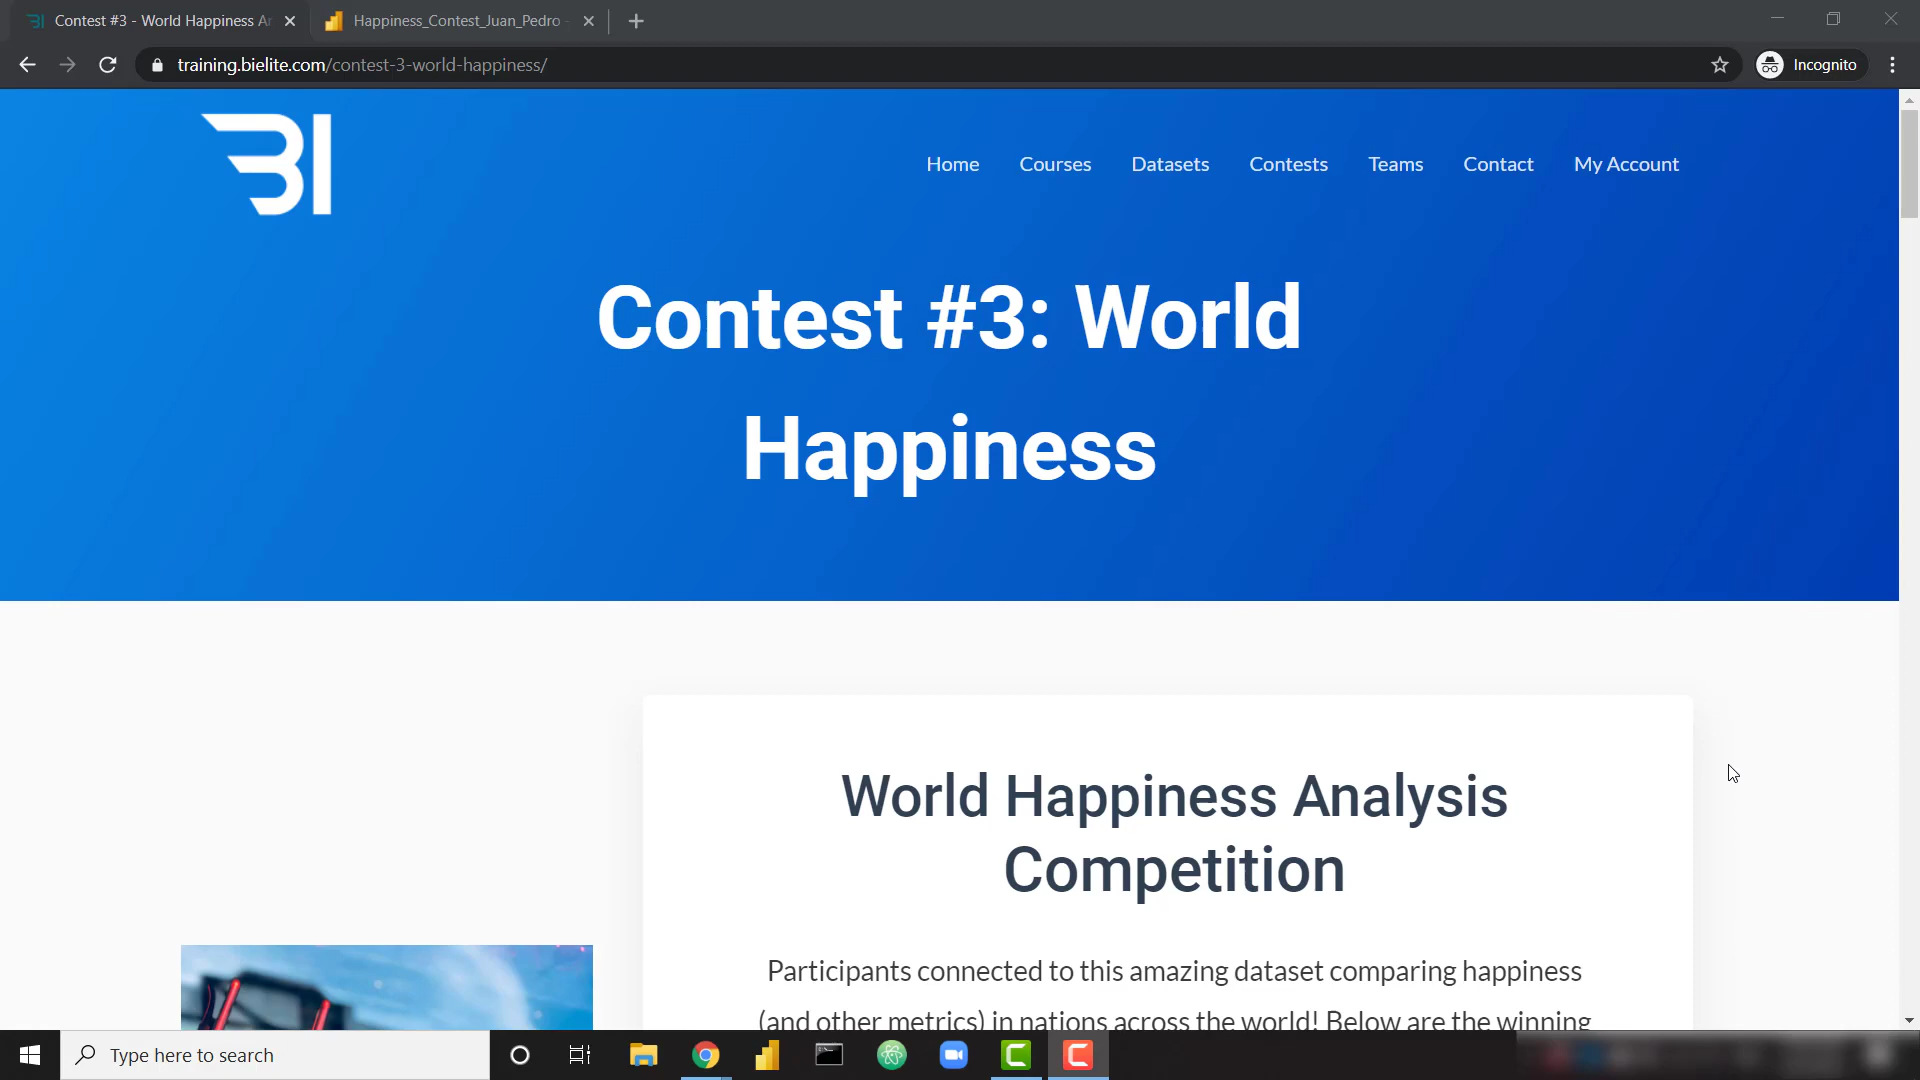 Contest #3 - World Happiness Ar
Happiness_Contest_Juan_Pedro -
training.bielite.com/contest-3-world-happiness/
Incognito
BI
Home Courses Datasets Contests Teams Contact My Account
Contest #3: World
Happiness
World Happiness Analysis
Competition
Participants connected to this amazing dataset comparing happiness
(and other metrics) in nations across the world! Below are the winning
Type here to search